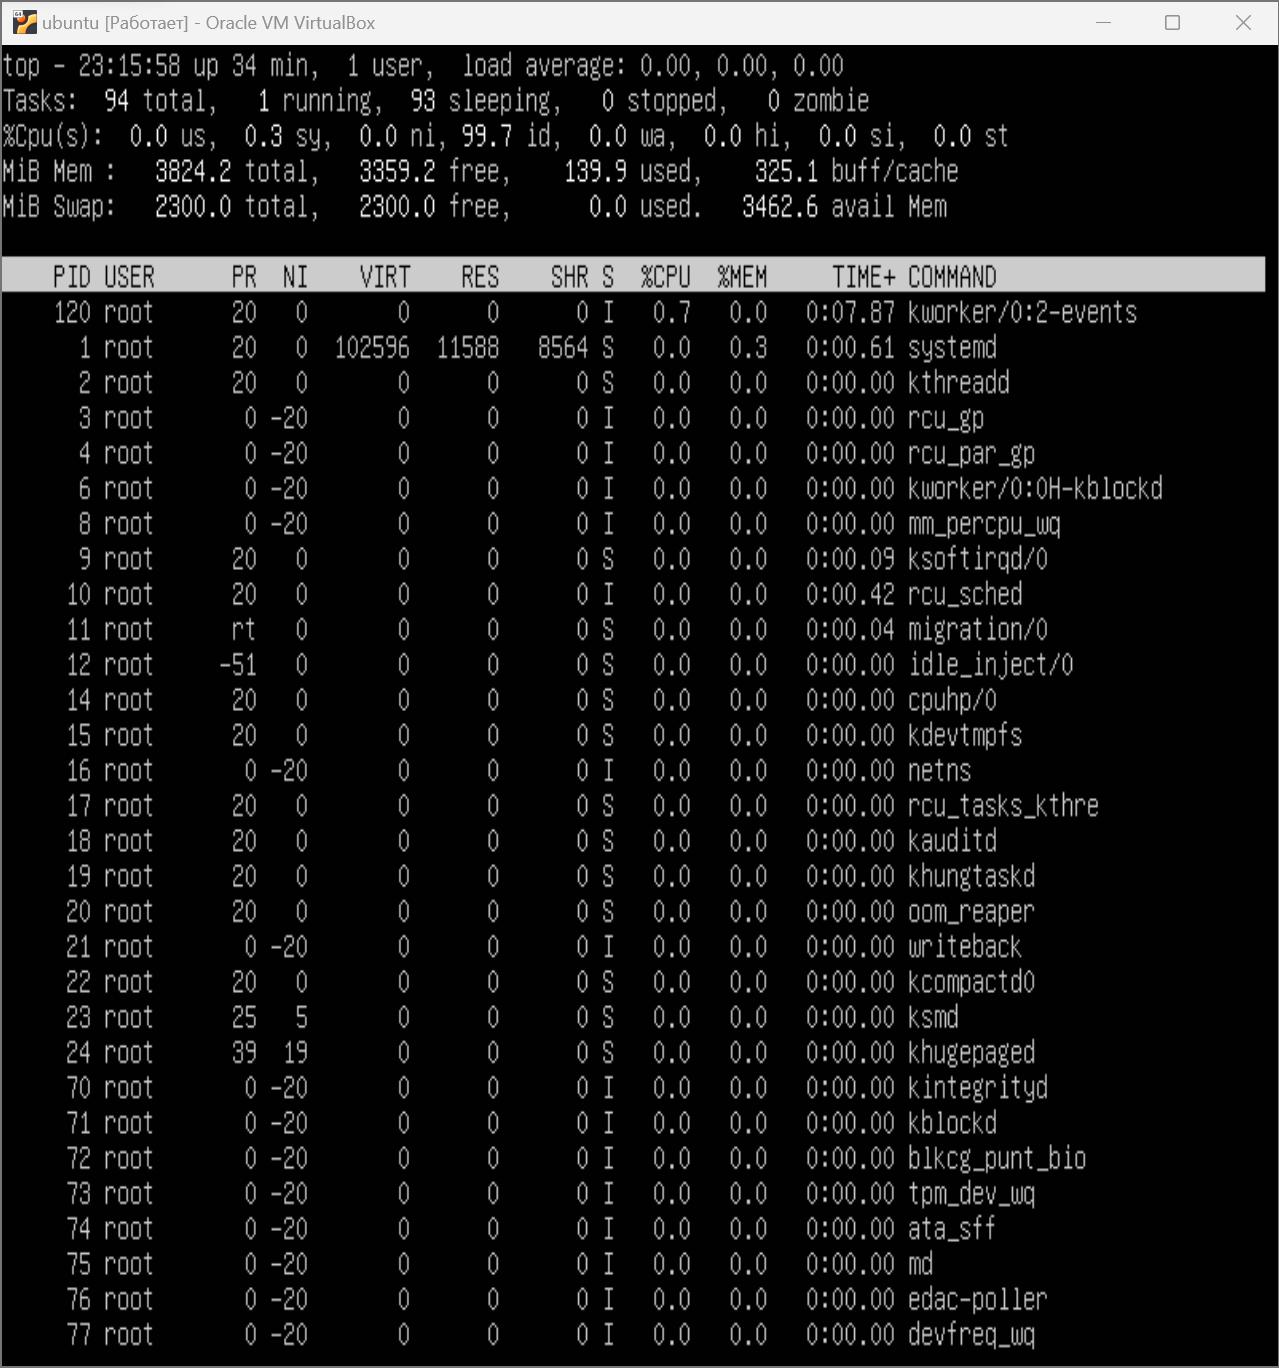 ubuntu [Работает] - Oracle VM VirtualBox
top - 23:15:58 up 34 min,  1 user,  load average: 0.00, 0.00, 0.00
Tasks:  94 total,   1 running,  93 sleeping,   0 stopped,   0 zombie
%Cpu(s):  0.0 us,  0.3 sy,  0.0 ni, 99.7 id,  0.0 wa,  0.0 hi,  0.0 si,  0.0 st
MiB Mem :   3824.2 total,   3359.2 free,    139.9 used,    325.1 buff/cache
MiB Swap:   2300.0 total,   2300.0 free,      0.0 used.   3462.6 avail Mem
PID USER      PR  NI    VIRT    RES    SHR S  %CPU  %MEM     TIME+ COMMAND
120 root      20   0       0      0      0 I   0.7   0.0   0:07.87 kworker/0:2-events
1 root      20   0  102596  11588   8564 S   0.0   0.3   0:00.61 systemd
2 root      20   0       0      0      0 S   0.0   0.0   0:00.00 kthreadd
3 root       0 -20       0      0      0 I   0.0   0.0   0:00.00 rcu_gp
4 root       0 -20       0      0      0 I   0.0   0.0   0:00.00 rcu_par_gp
6 root       0 -20       0      0      0 I   0.0   0.0   0:00.00 kworker/0:0H-kblockd
8 root       0 -20       0      0      0 I   0.0   0.0   0:00.00 mm_percpu_wq
9 root      20   0       0      0      0 S   0.0   0.0   0:00.09 ksoftirqd/0
10 root      20   0       0      0      0 I   0.0   0.0   0:00.42 rcu_sched
11 root      rt   0       0      0      0 S   0.0   0.0   0:00.04 migration/0
12 root     -51   0       0      0      0 S   0.0   0.0   0:00.00 idle_inject/0
14 root      20   0       0      0      0 S   0.0   0.0   0:00.00 cpuhp/0
15 root      20   0       0      0      0 S   0.0   0.0   0:00.00 kdevtmpfs
16 root       0 -20       0      0      0 I   0.0   0.0   0:00.00 netns
17 root      20   0       0      0      0 S   0.0   0.0   0:00.00 rcu_tasks_kthre
18 root      20   0       0      0      0 S   0.0   0.0   0:00.00 kauditd
19 root      20   0       0      0      0 S   0.0   0.0   0:00.00 khungtaskd
20 root      20   0       0      0      0 S   0.0   0.0   0:00.00 oom_reaper
21 root       0 -20       0      0      0 I   0.0   0.0   0:00.00 writeback
22 root      20   0       0      0      0 S   0.0   0.0   0:00.00 kcompactd0
23 root      25   5       0      0      0 S   0.0   0.0   0:00.00 ksmd
24 root      39  19       0      0      0 S   0.0   0.0   0:00.00 khugepaged
70 root       0 -20       0      0      0 I   0.0   0.0   0:00.00 kintegrityd
71 root       0 -20       0      0      0 I   0.0   0.0   0:00.00 kblockd
72 root       0 -20       0      0      0 I   0.0   0.0   0:00.00 blkcg_punt_bio
73 root       0 -20       0      0      0 I   0.0   0.0   0:00.00 tpm_dev_wq
74 root       0 -20       0      0      0 I   0.0   0.0   0:00.00 ata_sff
75 root       0 -20       0      0      0 I   0.0   0.0   0:00.00 md
76 root       0 -20       0      0      0 I   0.0   0.0   0:00.00 edac-poller
77 root       0 -20       0      0      0 I   0.0   0.0   0:00.00 devfreq_wq